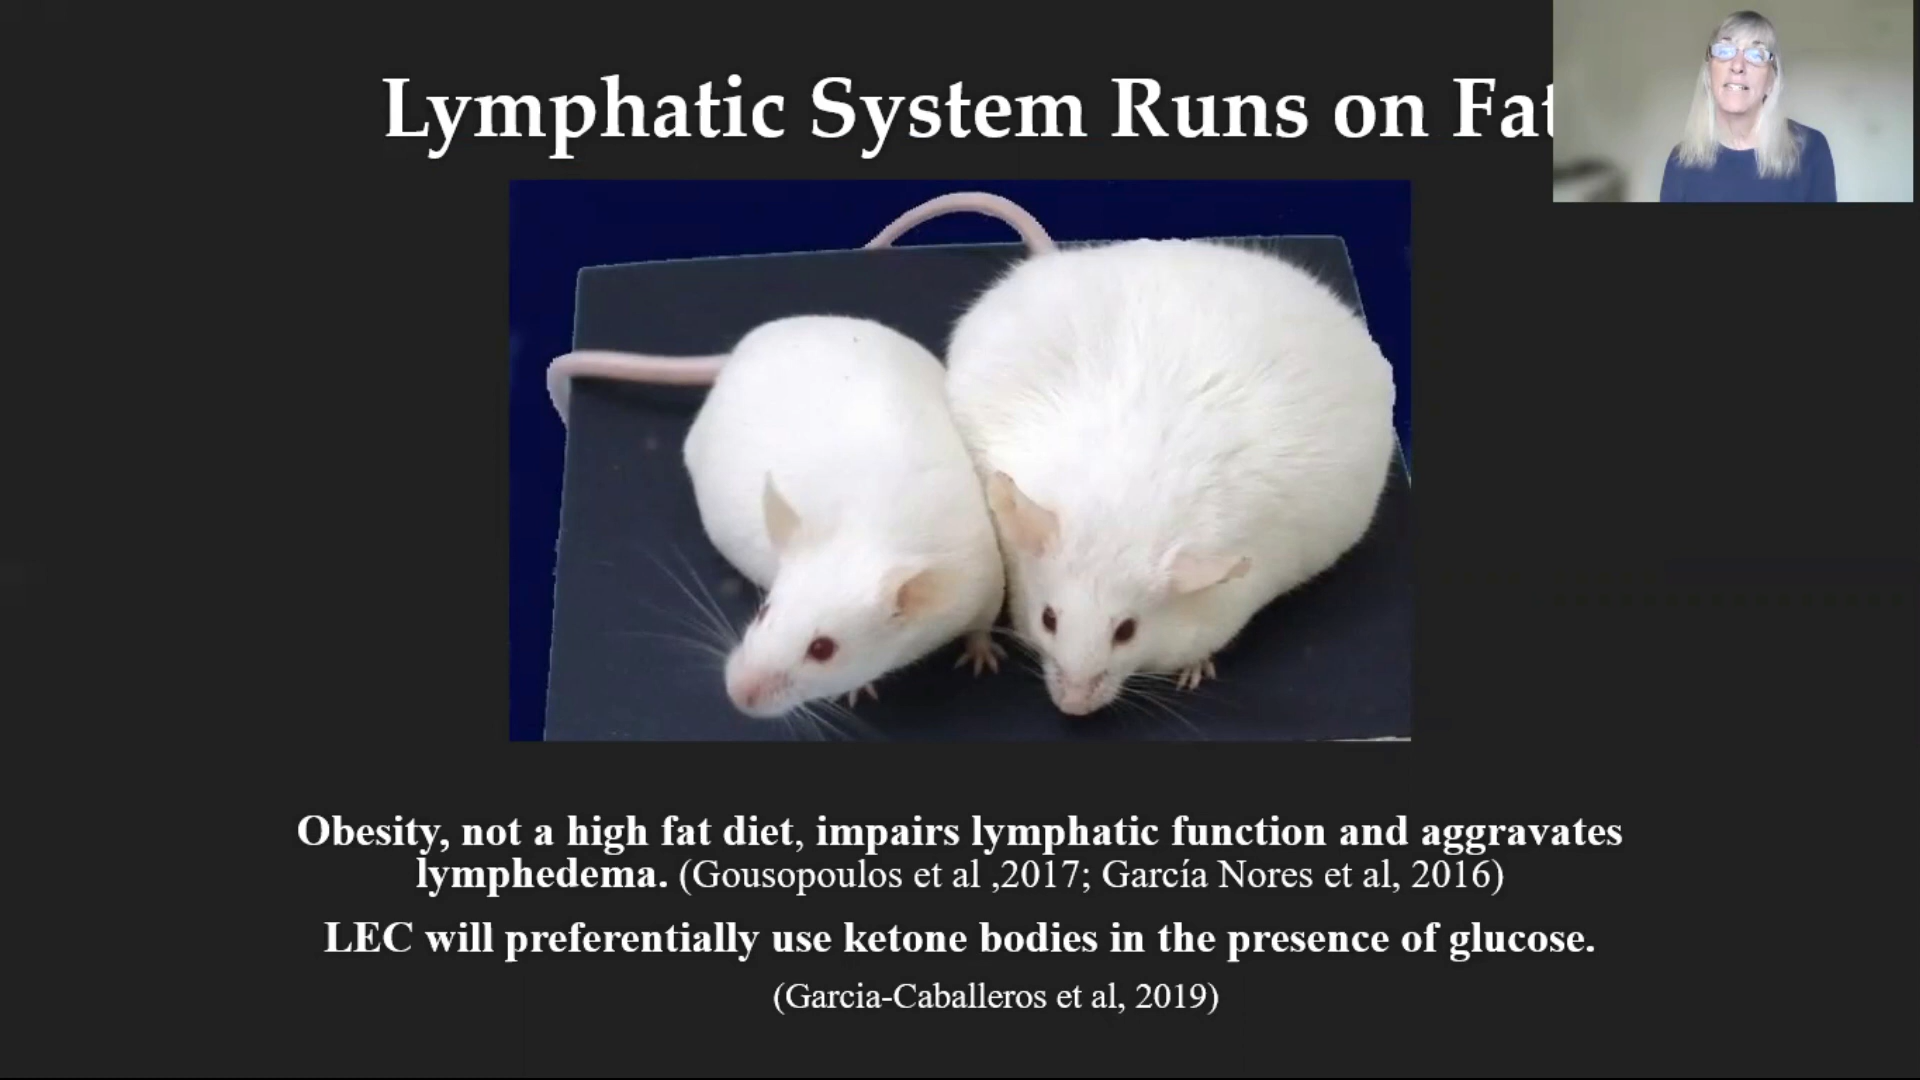 Lymphatic System Runs on Fat
Obesity, not a high fat diet, impairs lymphatic function and aggravates
lymphedema. (Gousopoulos et al ,2017; García Nores et al, 2016)
LEC will preferentially use ketone bodies in the presence of glucose.
(Garcia-Caballeros et al, 2019)